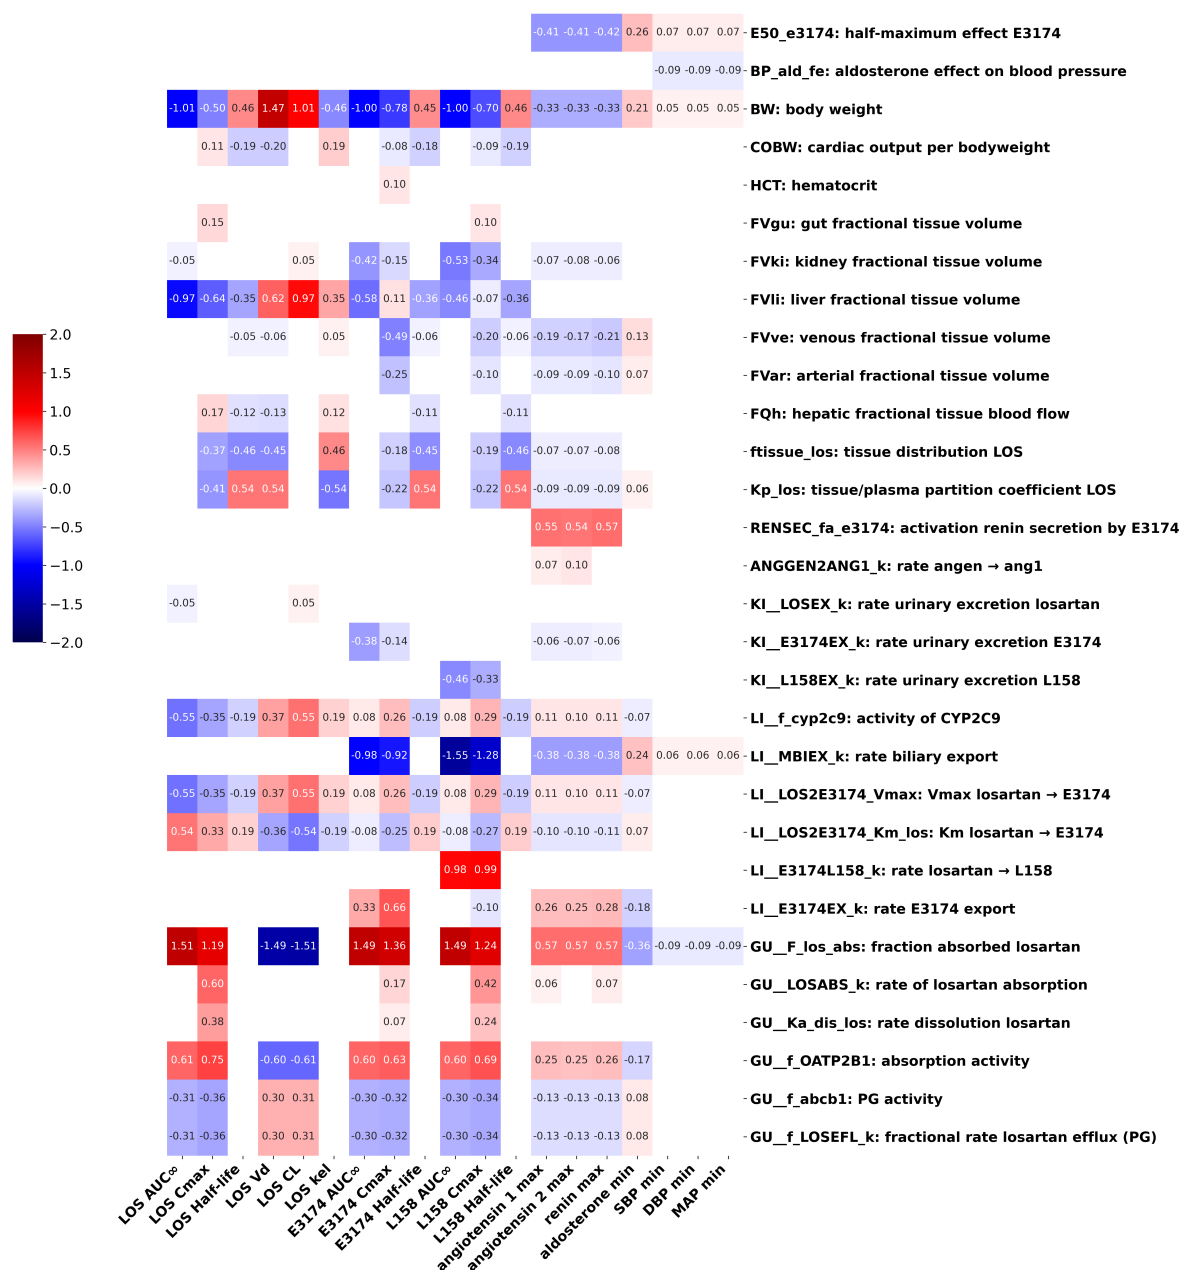 -0.41 -0.41 -0.42 0.26 0.07 0.07 0.07 E50_e3174: half-maximum effect E3174
-0.09 -0.09 -0.09 BP_ald_fe: aldosterone effect on blood pressure
-1.01 -0.50 0.46 1.47 1.01 -0.46 -1.00 -0.78 0.45 -1.00 -0.70 0.46 -0.33 -0.33 -0.33 0.21 0.05 0.05 0.05 BW: body weight
0.11 -0.19 -0.20 0.19 -0.08 -0.18 -0.09 -0.19 COBW: cardiac output per bodyweight
0.10 HCT: hematocrit
0.15 0.10 FVgu: gut fractional tissue volume
-0.05 0.05 -0.42 -0.15 -0.53 -0.34 -0.07 -0.08 -0.06 FVki: kidney fractional tissue volume
-0.97 -0.64 -0.35 0.62 0.97 0.35 -0.58 0.11 -0.36 -0.46 -0.07 -0.36 FVli: liver fractional tissue volume
-0.05 -0.06 0.05 -0.49 -0.06 -0.20 -0.06 -0.19 -0.17 -0.21 0.13 FVve: venous fractional tissue volume
-0.25 -0.10 -0.09 -0.09 -0.10 0.07 FVar: arterial fractional tissue volume
0.17 -0.12 -0.13 0.12 -0.11 -0.11 FQh: hepatic fractional tissue blood flow
-0.37 -0.46 -0.45 0.46 -0.18 -0.45 -0.19 -0.46 -0.07 -0.07 -0.08 ftissue_los: tissue distribution LOS
-0.41 0.54 0.54 -0.54 -0.22 0.54 -0.22 0.54 -0.09 -0.09 -0.09 0.06 Kp_los: tissue/plasma partition coefficient LOS
0.55 0.54 0.57 RENSEC_fa_e3174: activation renin secretion by E3174
0.07 0.10 ANGGEN2ANG1_k: rate angen → ang1
-0.05 0.05 KI__LOSEX_k: rate urinary excretion losartan
-0.38 -0.14 -0.06 -0.07 -0.06 KI__E3174EX_k: rate urinary excretion E3174
-0.46 -0.33 KI__L158EX_k: rate urinary excretion L158
-0.55 -0.35 -0.19 0.37 0.55 0.19 0.08 0.26 -0.19 0.08 0.29 -0.19 0.11 0.10 0.11 -0.07 LI__f_cyp2c9: activity of CYP2C9
-0.98 -0.92 -1.55 -1.28 -0.38 -0.38 -0.38 0.24 0.06 0.06 0.06 LI__MBIEX_k: rate biliary export
-0.55 -0.35 -0.19 0.37 0.55 0.19 0.08 0.26 -0.19 0.08 0.29 -0.19 0.11 0.10 0.11 -0.07 LI__LOS2E3174_Vmax: Vmax losartan → E3174
0.54 0.33 0.19 -0.36 -0.54 -0.19 -0.08 -0.25 0.19 -0.08 -0.27 0.19 -0.10 -0.10 -0.11 0.07 LI__LOS2E3174_Km_los: Km losartan → E3174
0.98 0.99 LI__E3174L158_k: rate losartan → L158
0.33 0.66 -0.10 0.26 0.25 0.28 -0.18 LI__E3174EX_k: rate E3174 export
1.51 1.19 -1.49 -1.51 1.49 1.36 1.49 1.24 0.57 0.57 0.57 -0.36 -0.09 -0.09 -0.09 GU__F_los_abs: fraction absorbed losartan
0.60 0.17 0.42 0.06 0.07 GU__LOSABS_k: rate of losartan absorption
0.38 0.07 0.24 GU__Ka_dis_los: rate dissolution losartan
0.61 0.75 -0.60 -0.61 0.60 0.63 0.60 0.69 0.25 0.25 0.26 -0.17 GU__f_OATP2B1: absorption activity
-0.31 -0.36 0.30 0.31 -0.30 -0.32 -0.30 -0.34 -0.13 -0.13 -0.13 0.08 GU__f_abcb1: PG activity
-0.31 -0.36 0.30 0.31 -0.30 -0.32 -0.30 -0.34 -0.13 -0.13 -0.13 0.08 GU__f_LOSEFL_k: fractional rate losartan efflux (PG)
2.0
1.5
1.0
0.5
0.0
−0.5
−1.0
−1.5
−2.0
LOS AUC∞
LOS Cmax
LOS Half-life
LOS Vd
LOS CL
LOS kel
E3174 AUC∞
E3174 Cmax
E3174 Half-life
L158 AUC∞
L158 Cmax
L158 Half-life
angiotensin 1 max
angiotensin 2 max
renin max
aldosterone min
SBP min
DBP min
MAP min